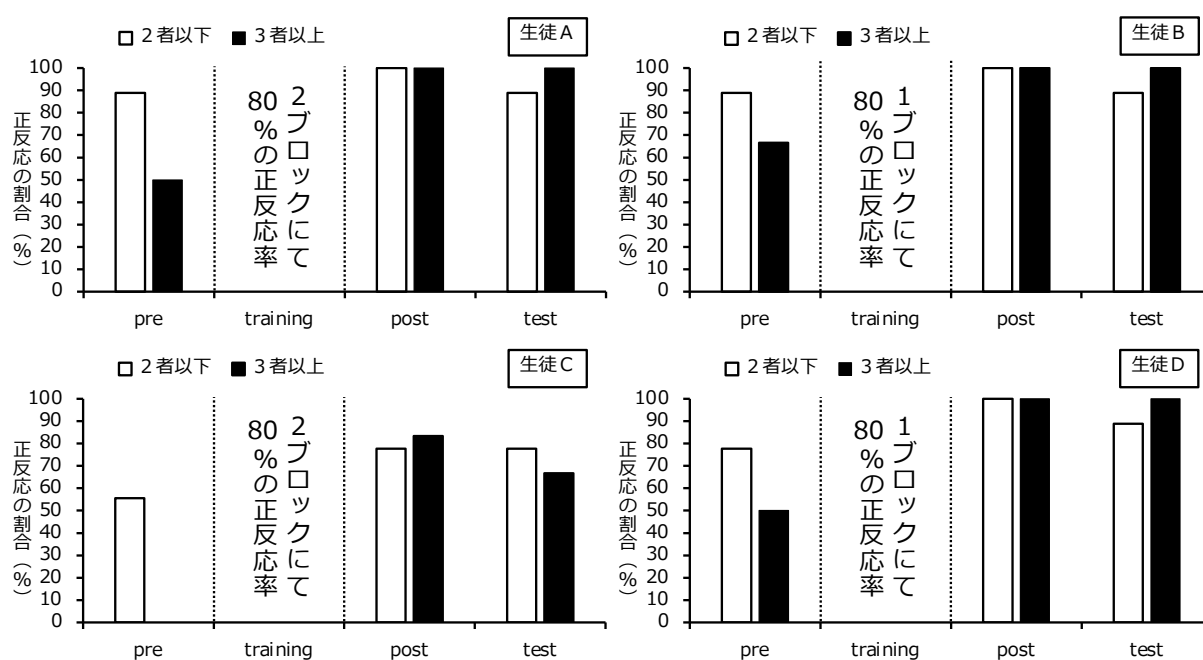 □ 2者以下 ■ 3者以上
生徒A
正反応の割合（%）
100
90
80
70
60
50
40
30
20
10
0
2ブロックにて
80%の正反応率
pre training post test
□ 2者以下 ■ 3者以上
生徒B
正反応の割合（%）
100
90
80
70
60
50
40
30
20
10
0
1ブロックにて
80%の正反応率
pre training post test
□ 2者以下 ■ 3者以上
生徒C
正反応の割合（%）
100
90
80
70
60
50
40
30
20
10
0
2ブロックにて
80%の正反応率
pre training post test
□ 2者以下 ■ 3者以上
生徒D
正反応の割合（%）
100
90
80
70
60
50
40
30
20
10
0
1ブロックにて
80%の正反応率
pre training post test